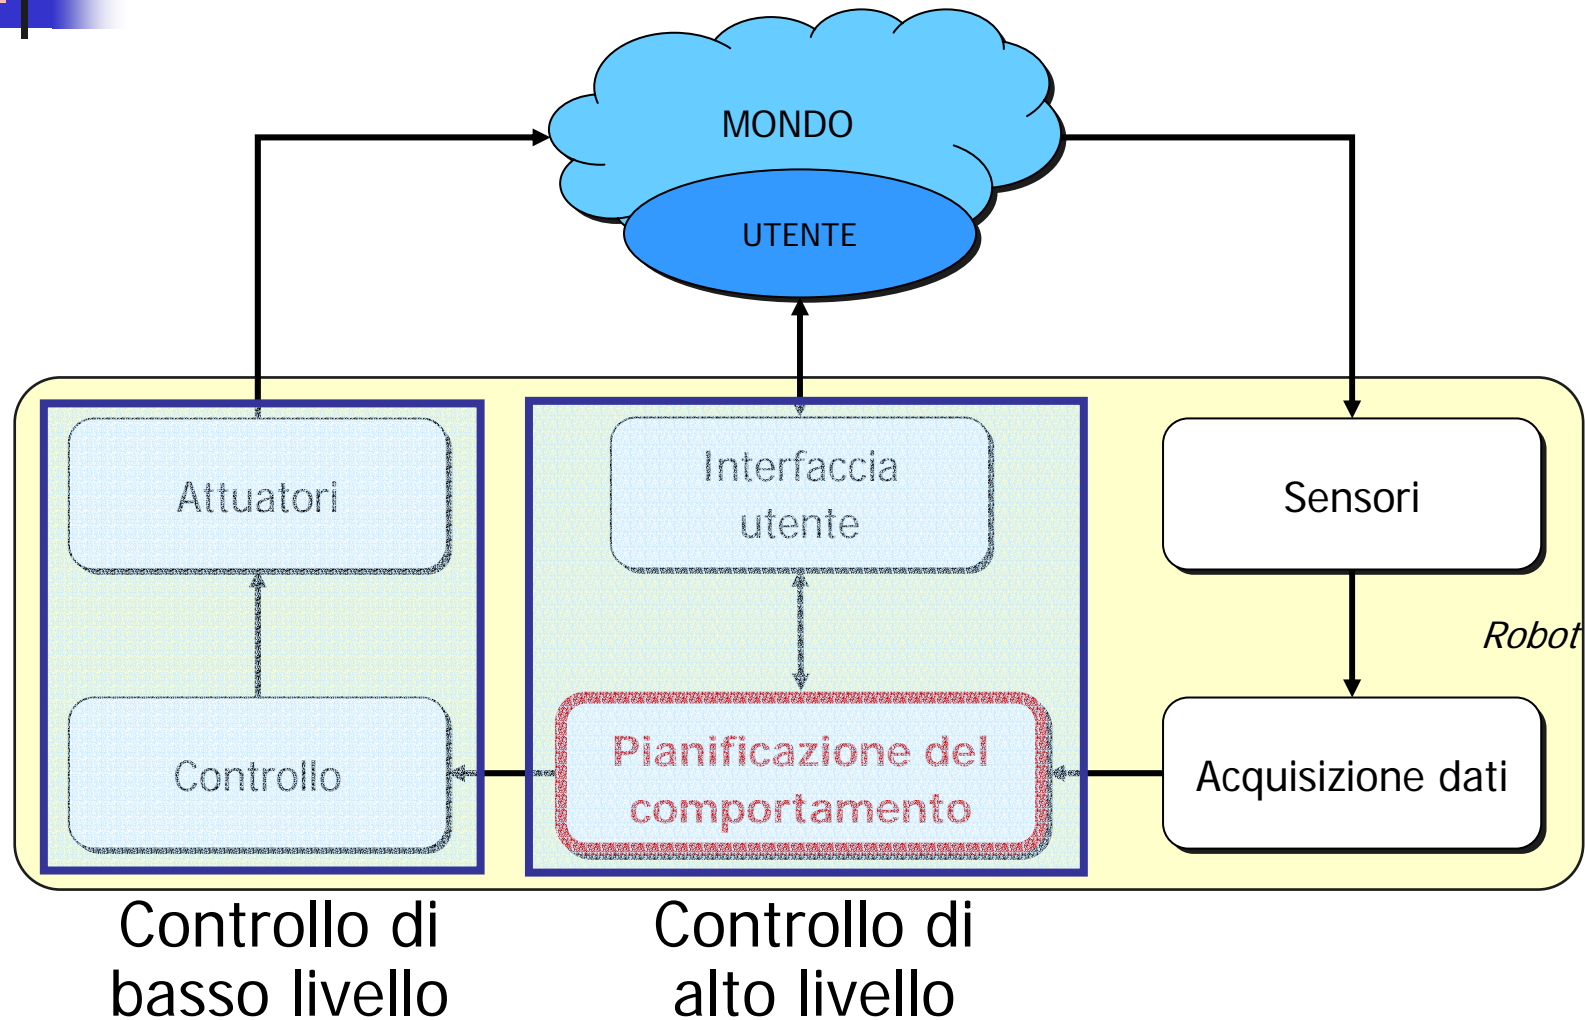 MONDO
UTENTE
Attuatori
Interfaccia
utente
Sensori
Robot
Controllo
Pianificazione del
comportamento
Acquisizione dati
Controllo di
basso livello
Controllo di
alto livello